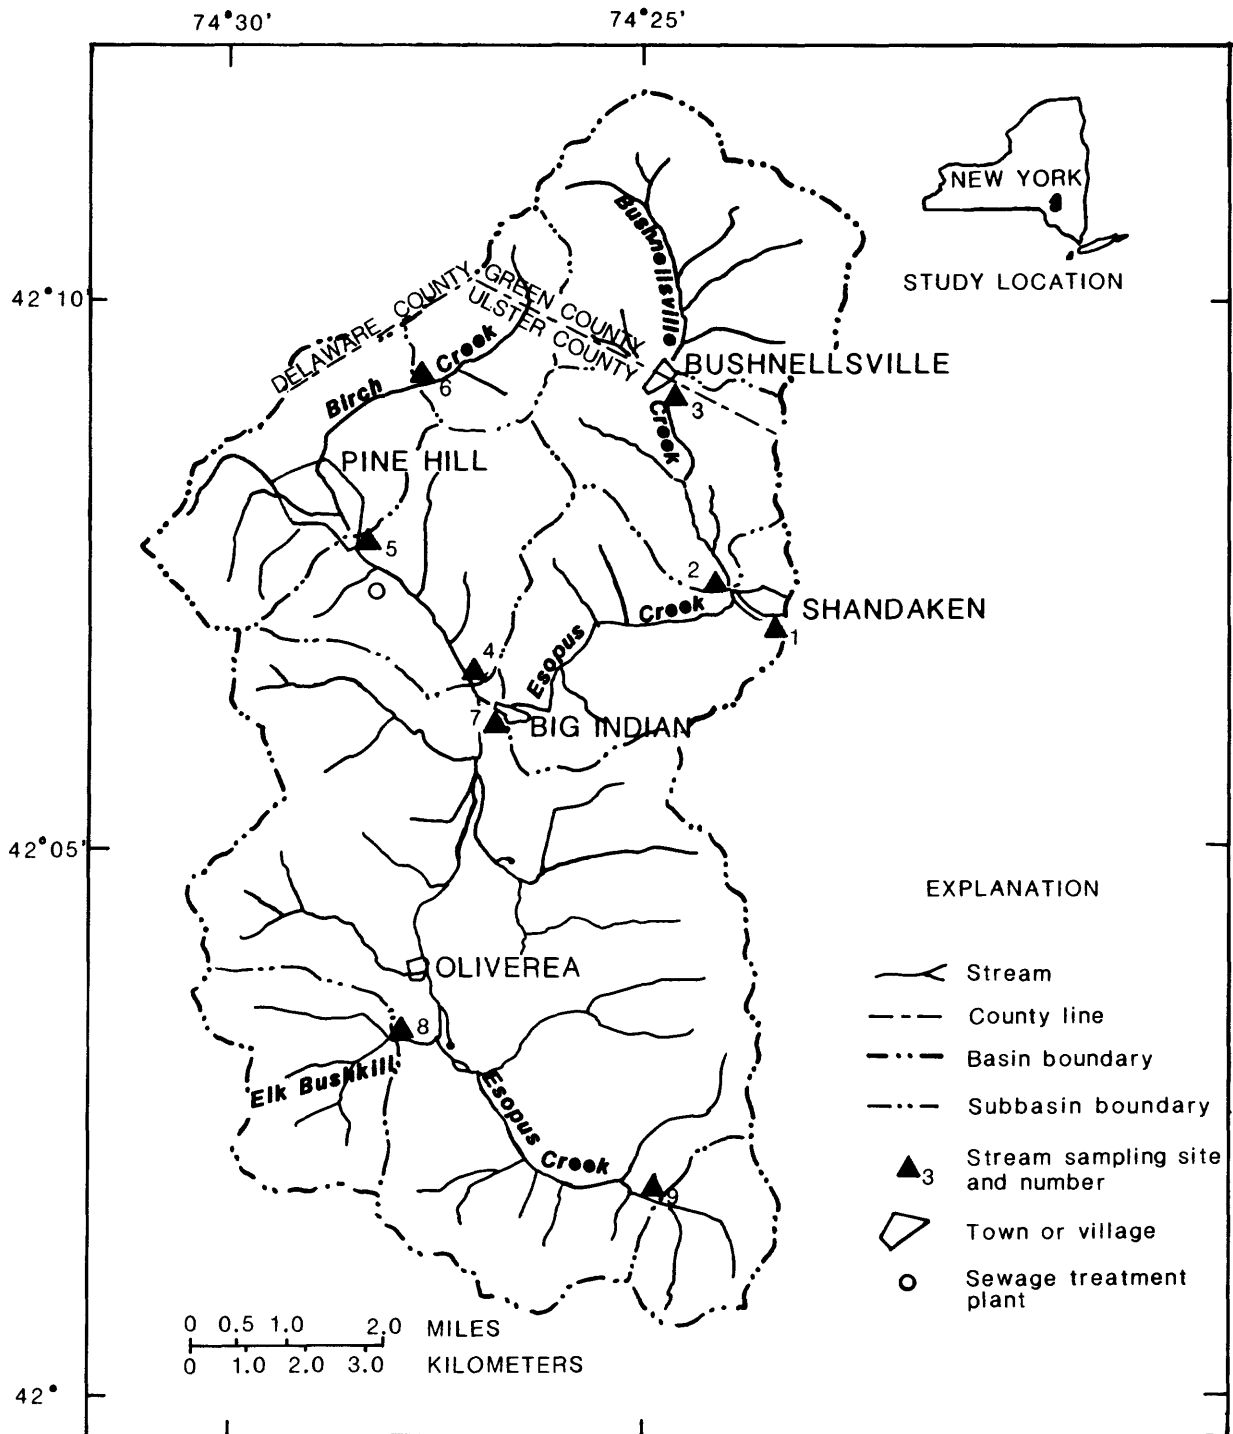 74°30'
74°25'
NEW YORK
STUDY LOCATION
42°10'
Bushnellsville
Creek
DELAWARE COUNTY
GREEN COUNTY
ULSTER COUNTY
Birch Creek
6
BUSHNELLSVILLE
3
PINE HILL
5
2
Esopus Creek
SHANDAKEN
1
4
7
BIG INDIAN
42°05'
OLIVEREA
8
Elk Bushkill
Esopus Creek
9
EXPLANATION
Stream
County line
Basin boundary
Subbasin boundary
3
Stream sampling site
and number
Town or village
Sewage treatment
plant
0 0.5 1.0 2.0 MILES
0 1.0 2.0 3.0 KILOMETERS
42°